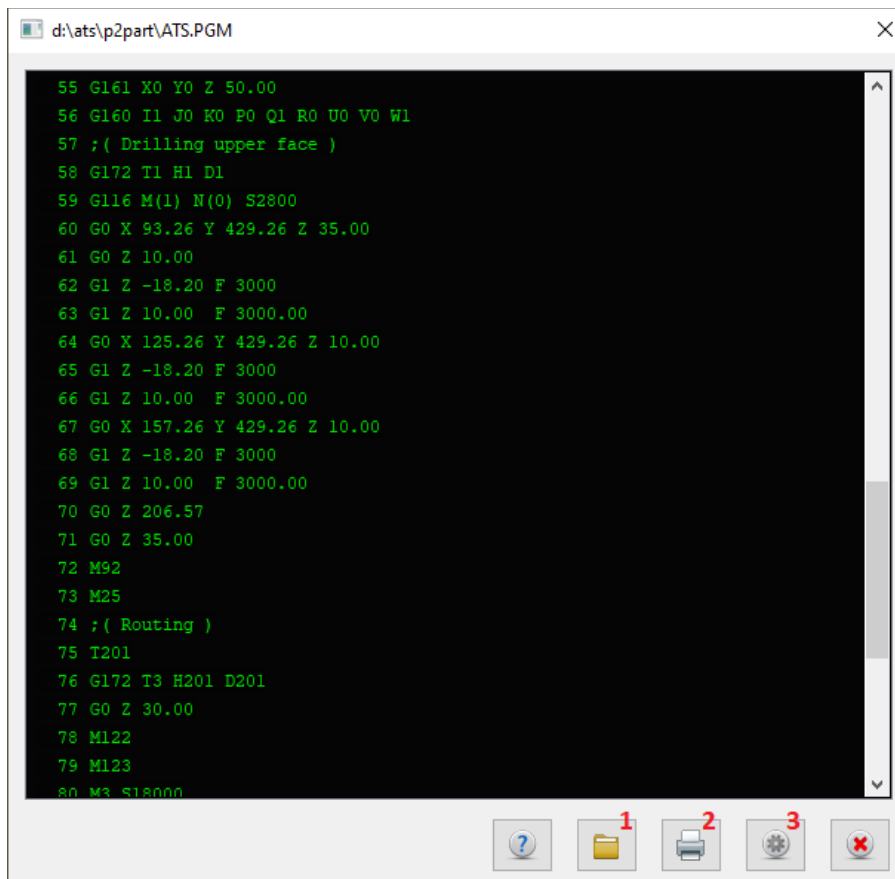 d:\ats\p2part\ATS.PGM
55 G161 X0 Y0 Z 50.00
56 G160 I1 J0 K0 P0 Q1 R0 U0 V0 W1
57 ;( Drilling upper face )
58 G172 T1 H1 D1
59 G116 M(1) N(0) S2800
60 G0 X 93.26 Y 429.26 Z 35.00
61 G0 Z 10.00
62 G1 Z -18.20 F 3000
63 G1 Z 10.00  F 3000.00
64 G0 X 125.26 Y 429.26 Z 10.00
65 G1 Z -18.20 F 3000
66 G1 Z 10.00  F 3000.00
67 G0 X 157.26 Y 429.26 Z 10.00
68 G1 Z -18.20 F 3000
69 G1 Z 10.00  F 3000.00
70 G0 Z 206.57
71 G0 Z 35.00
72 M92
73 M25
74 ;( Routing )
75 T201
76 G172 T3 H201 D201
77 G0 Z 30.00
78 M122
79 M123
80 M3 S18000
? 1 2 3